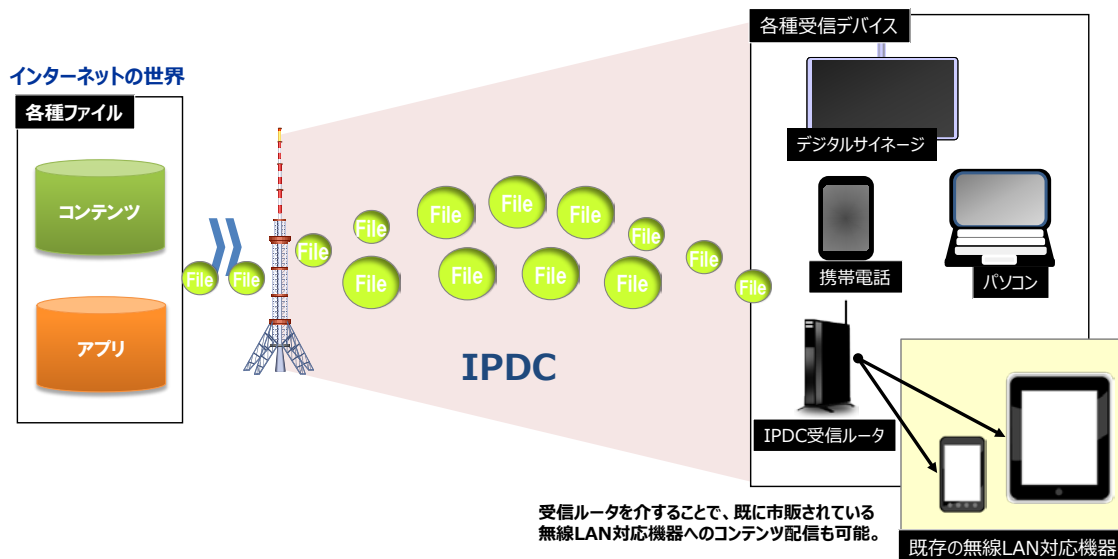 インターネットの世界
各種ファイル
コンテンツ
アプリ
File
File
File
File
File
File
File
File
File
File
File
File
File
File
IPDC
各種受信デバイス
デジタルサイネージ
携帯電話
パソコン
IPDC受信ルータ
受信ルータを介することで、既に市販されている
無線LAN対応機器へのコンテンツ配信も可能。
既存の無線LAN対応機器